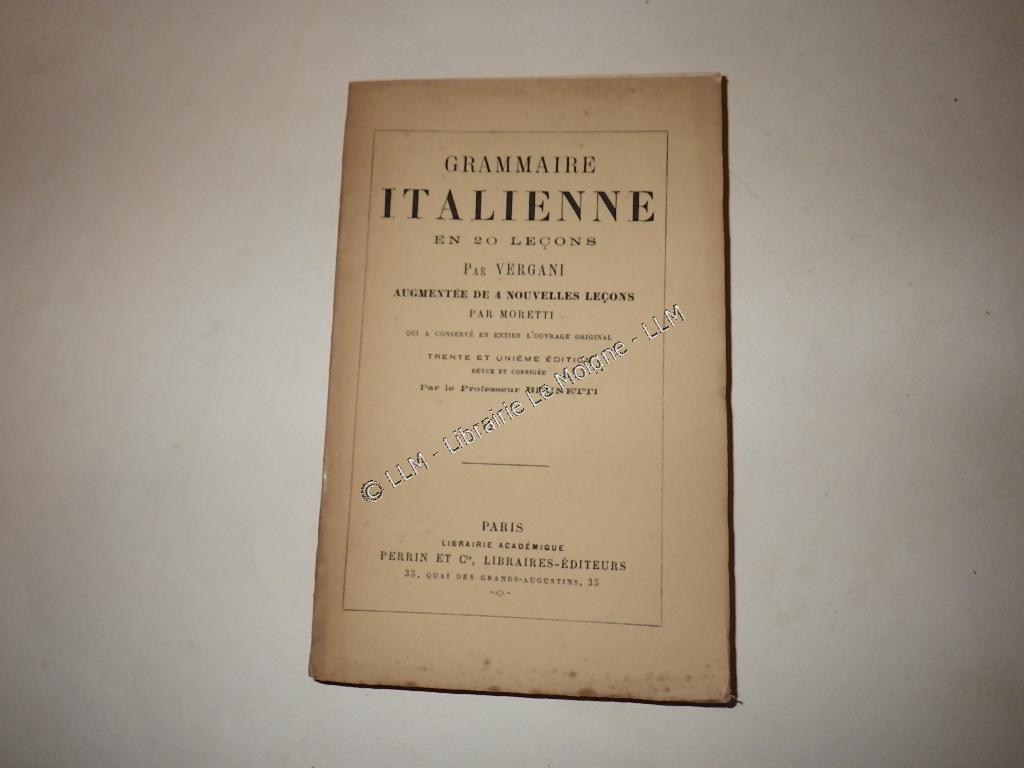 GRAMMAIRE
ITALIENNE
EN 20 LEÇONS
PAR VERGANI
AUGMENTÉE DE 4 NOUVELLES LEÇONS
PAR MORETTI
QUI A CONSERVÉ EN ENTIER L'OUVRAGE ORIGINAL
TRENTE ET UNIÈME ÉDITION
REVUE ET CORRIGÉE
Par le Professeur BRUNETTI
© LLM - Librairie Le Moigne - LLM
PARIS
LIBRAIRIE ACADÉMIQUE
PERRIN ET Cie, LIBRAIRES-ÉDITEURS
35, QUAI DES GRANDS-AUGUSTINS, 35